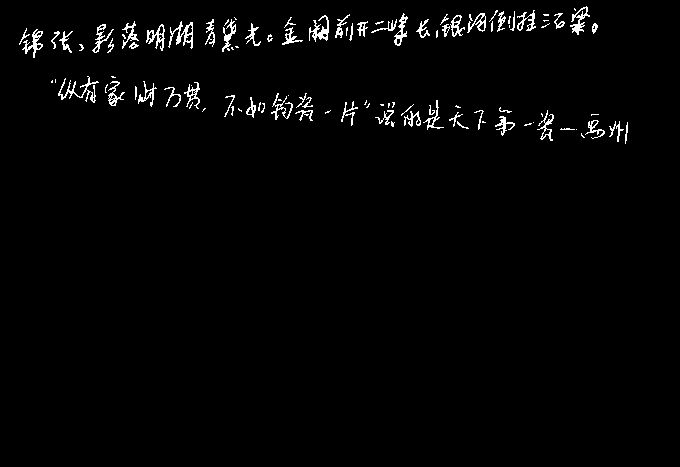 锦张、影落明湖青黛光。金阙前开二峰长,银河倒挂三石梁。
“纵有家财万贯,不如钧瓷一片”说的是天下第一瓷一禹州